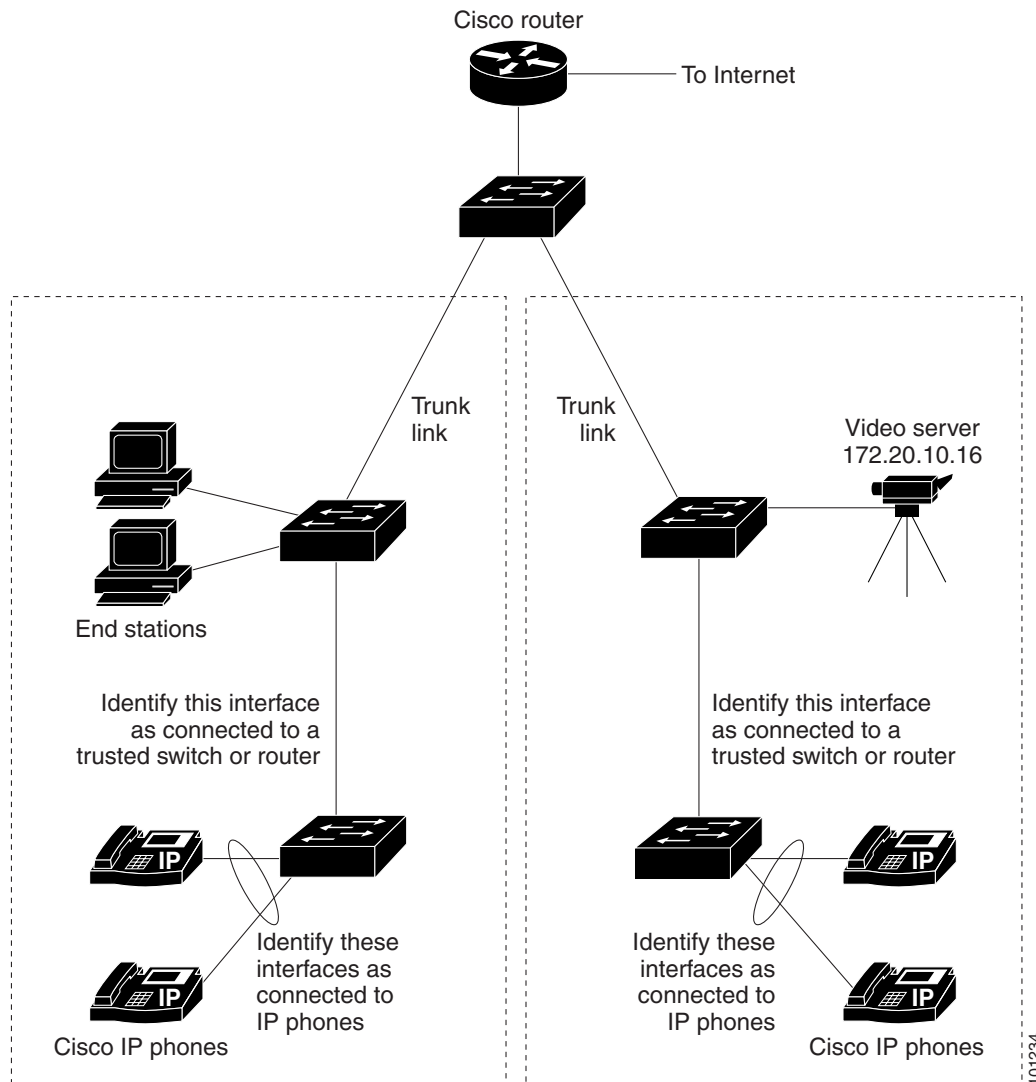 Cisco router
To Internet
Trunk
link
Trunk
link
Video server
172.20.10.16
End stations
Identify this interface
as connected to a
trusted switch or router
Identify this interface
as connected to a
trusted switch or router
IP
IP
Identify these
interfaces as
connected to
IP phones
Identify these
interfaces as
connected to
IP phones
IP
IP
Cisco IP phones
Cisco IP phones
101234